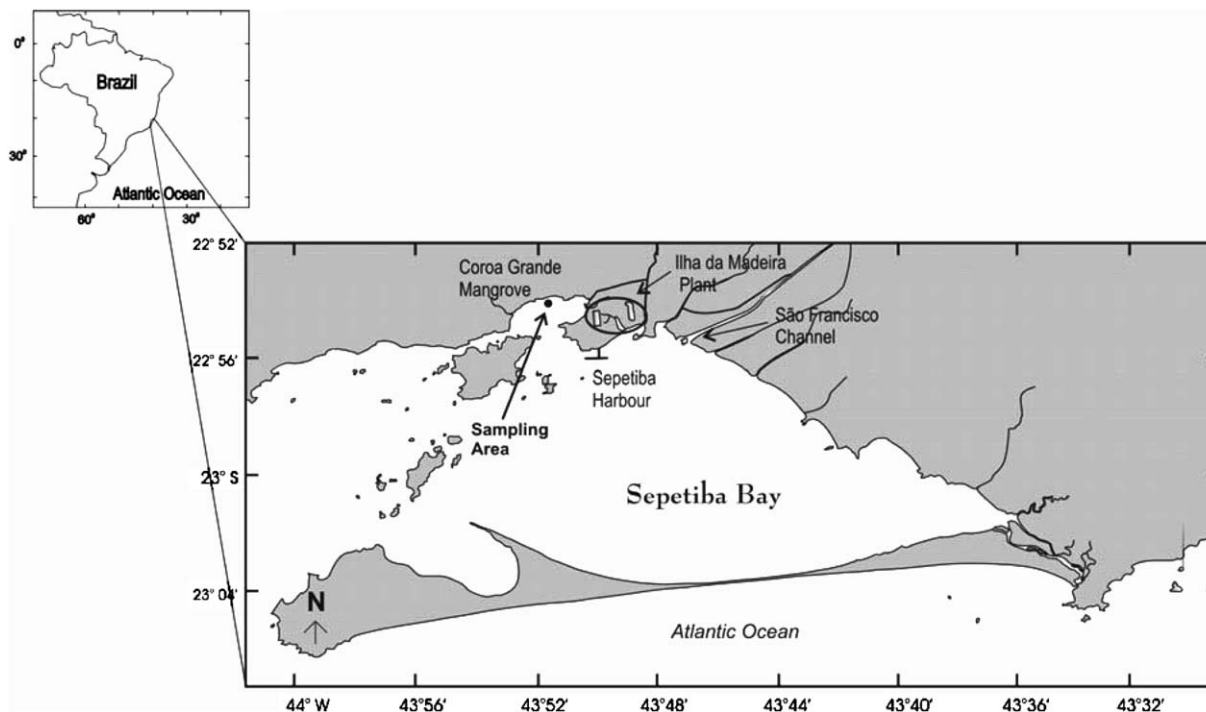 0°
Brazil
30°
Atlantic Ocean
60°
30°
22° 52'
Coroa Grande
Mangrove
Ilha da Madeira
Plant
São Francisco
Channel
22° 56'
Sepetiba
Harbour
Sampling
Area
23° S
Sepetiba Bay
23° 04'
N
Atlantic Ocean
44° W
43°56'
43°52'
43°48'
43°44'
43°40'
43°36'
43°32'